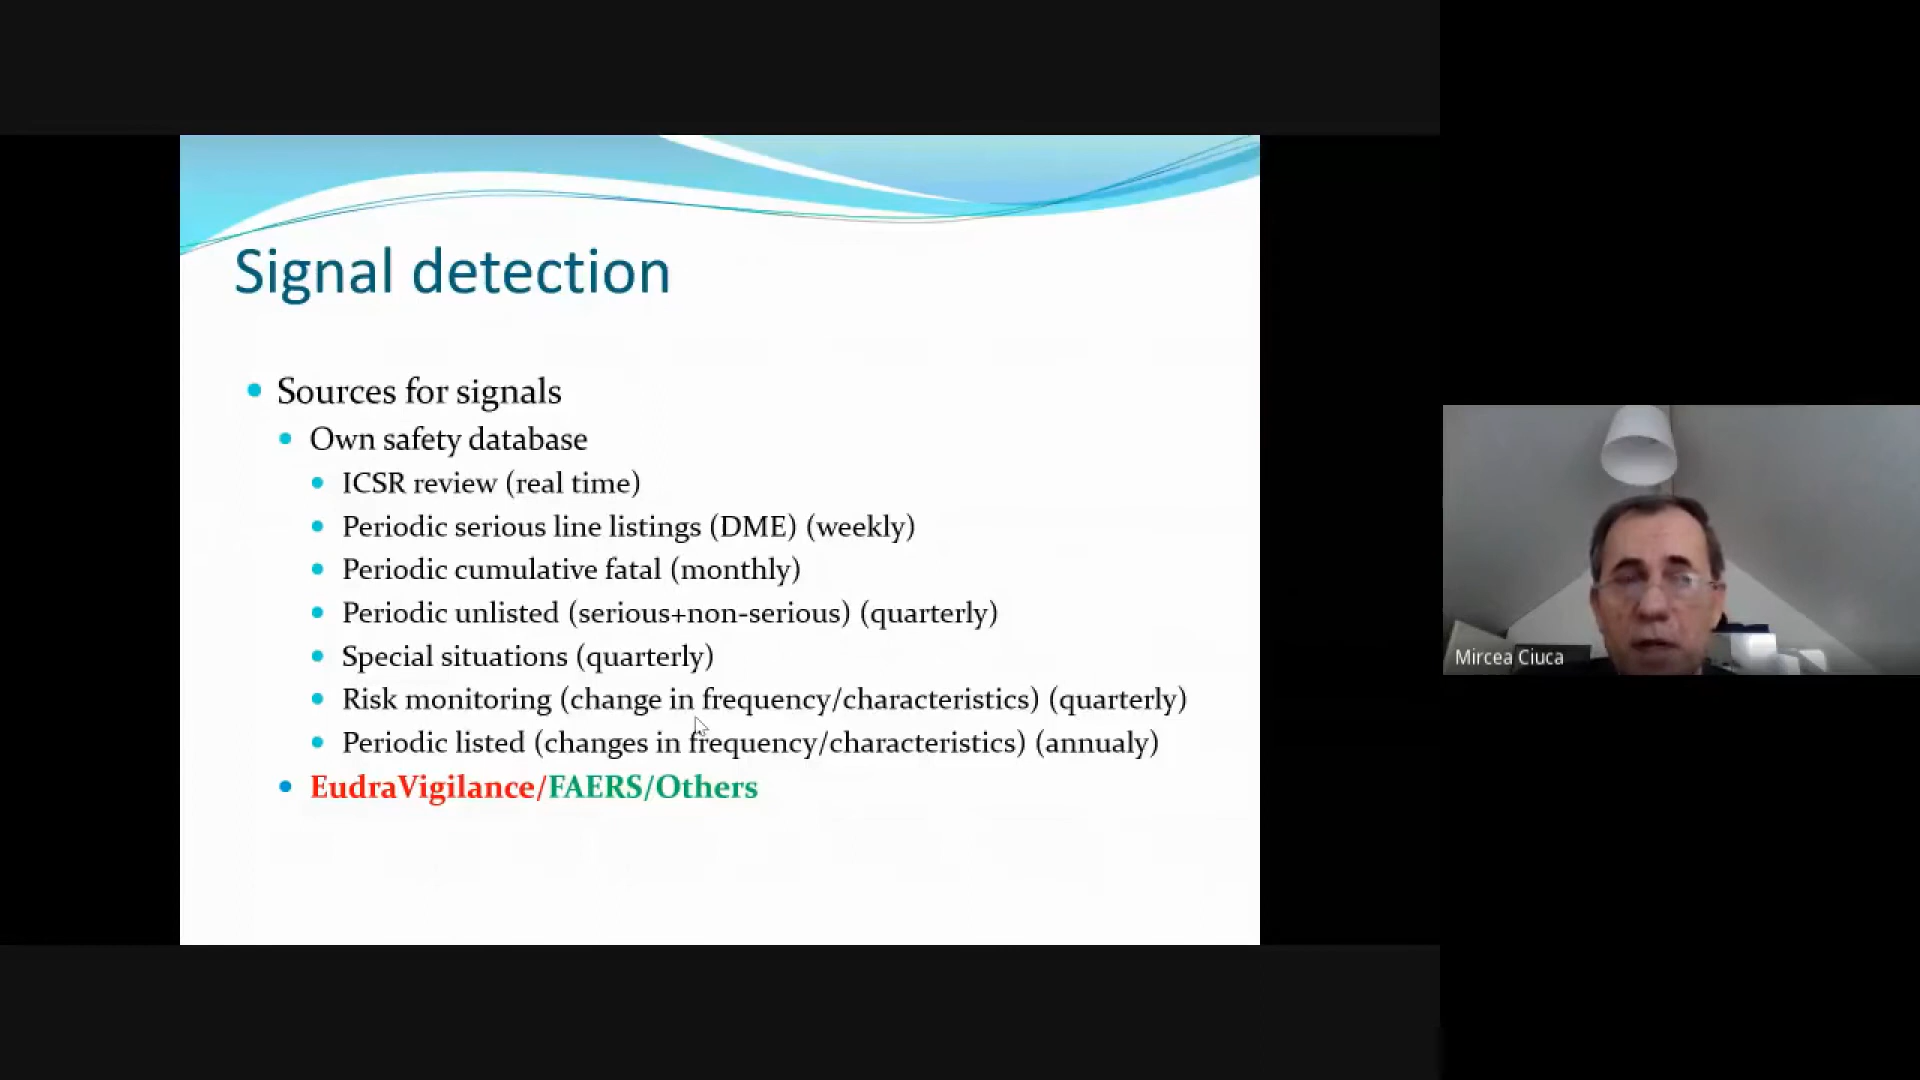 Signal detection
Sources for signals
Own safety database
ICSR review (real time)
Periodic serious line listings (DME) (weekly)
Periodic cumulative fatal (monthly)
Periodic unlisted (serious+non-serious) (quarterly)
Special situations (quarterly)
Risk monitoring (change in frequency/characteristics) (quarterly)
Periodic listed (changes in frequency/characteristics) (annualy)
EudraVigilance/FAERS/Others
Mircea Ciuca